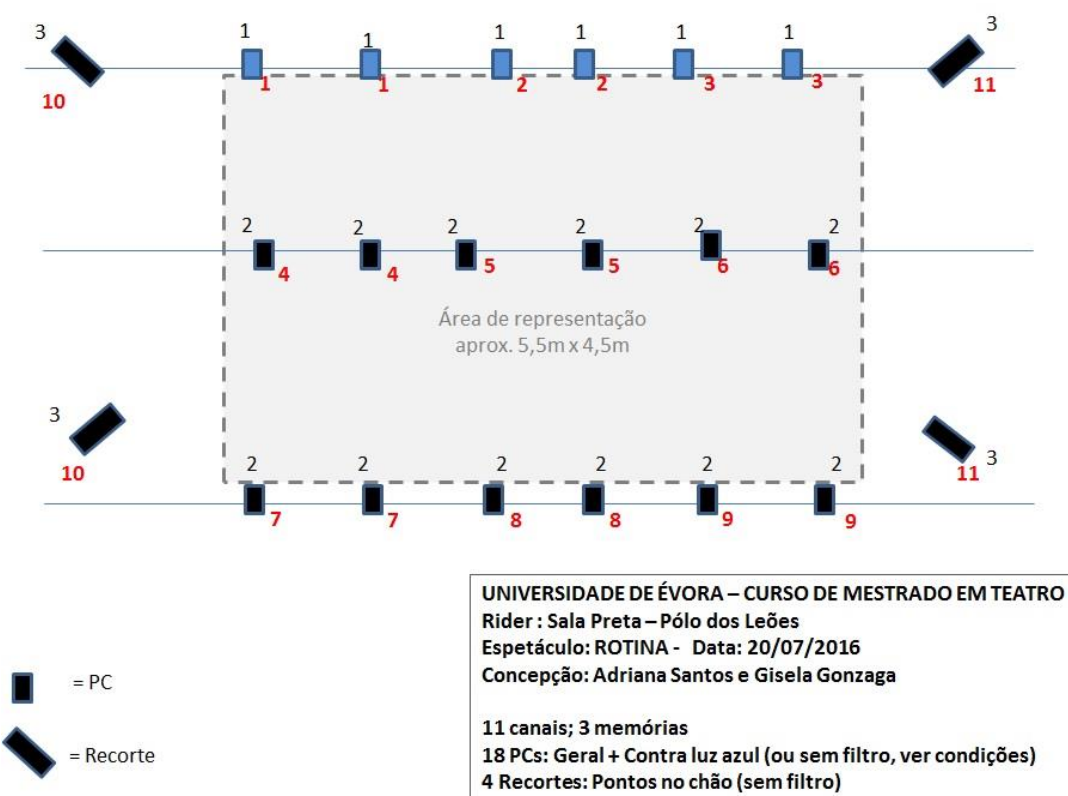 3 1 1 1 1 1 1 3
10 1 1 2 2 3 3 11
2 2 2 2 2 2
4 4 5 5 6 6
Área de representação
aprox. 5,5m x 4,5m
3 3
10 11
2 2 2 2 2 2
7 7 8 8 9 9
UNIVERSIDADE DE ÉVORA – CURSO DE MESTRADO EM TEATRO
Rider : Sala Preta – Pólo dos Leões
Espetáculo: ROTINA - Data: 20/07/2016
Concepção: Adriana Santos e Gisela Gonzaga
11 canais; 3 memórias
18 PCs: Geral + Contra luz azul (ou sem filtro, ver condições)
4 Recortes: Pontos no chão (sem filtro)
= PC
= Recorte